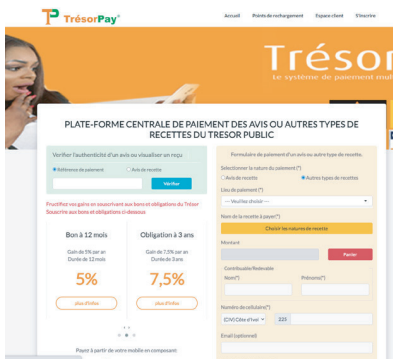 TrésorPay
Accueil Points de rechargement Espace client S'inscrire
Trésor
Le système de paiement mul
PLATE-FORME CENTRALE DE PAIEMENT DES AVIS OU AUTRES TYPES DE
RECETTES DU TRESOR PUBLIC
Vérifier l'authenticité d'un avis ou visualiser un reçu
Référence de paiement Avis de recette
Vérifier
Fructifiez vos gains en souscrivant aux bons et obligations du Trésor
Souscrire aux bons et obligations ci-dessous
Bon à 12 mois
Gain de 5% par an
Durée de 12 mois
5%
plus d'infos
Obligation à 3 ans
Gain de 7,5% par an
Durée de 3 ans
7,5%
plus d'infos
Payez à partir de votre mobile en composant
Formulaire de paiement d'un avis ou autre type de recette.
Selectionner la nature du paiement (*)
Avis de recette Autres types de recettes
Lieu de paiement (*)
--- Veuillez choisir ---
Nom de la recette à payer(*)
Choisir les natures de recette
Montant
Panier
Contribuable/Redevable
Nom(*) Prénoms(*)
Numéro de cellulaire(*)
(CIV) Côte d'Ivoi 225
Email (optionnel)